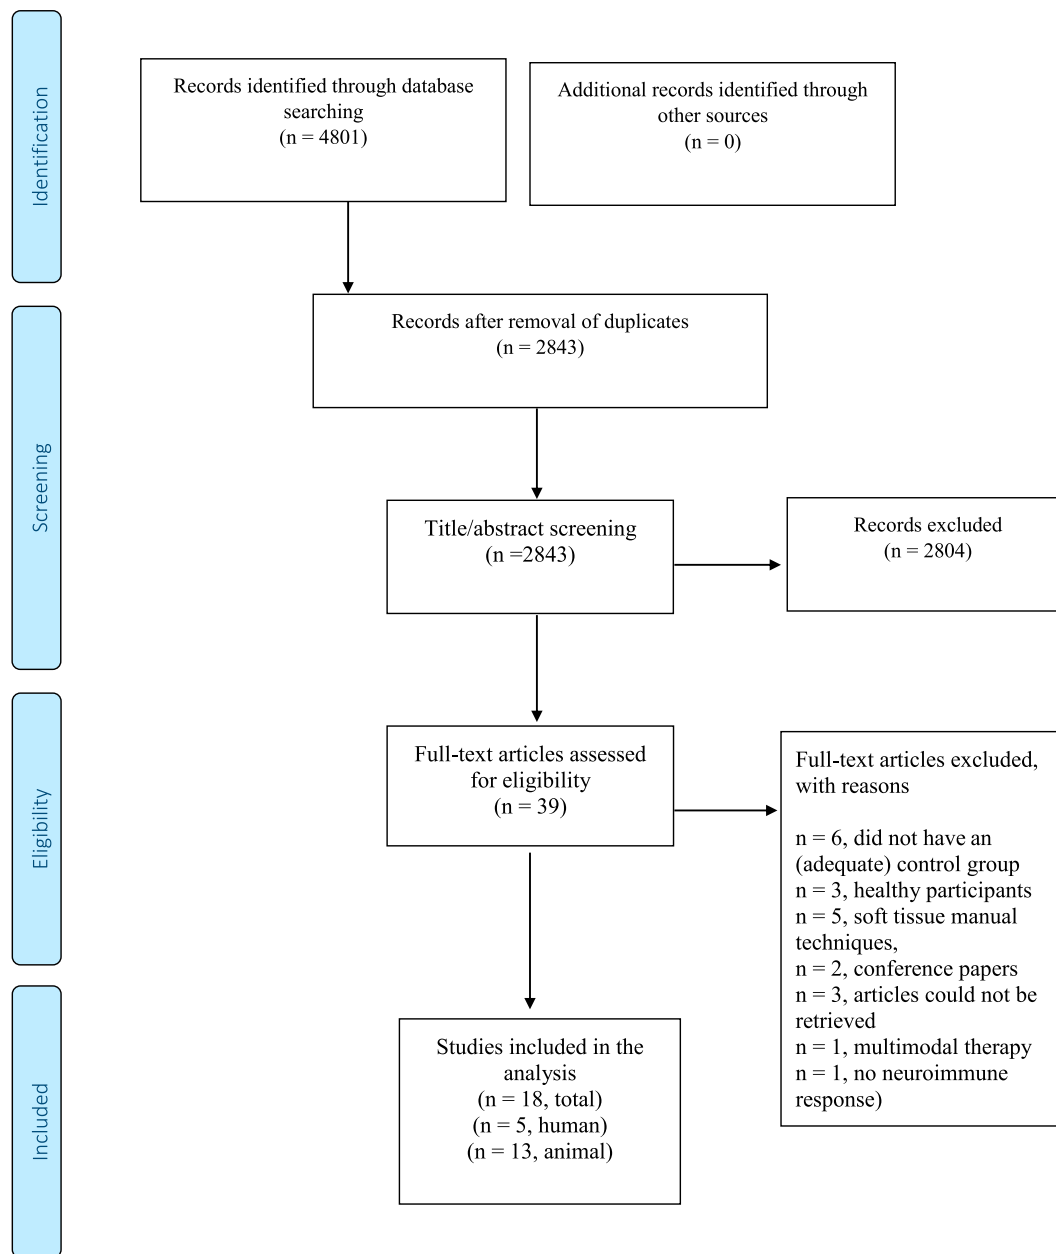 Identification
Records identified through database
searching
(n = 4801)
Additional records identified through
other sources
(n = 0)
Screening
Records after removal of duplicates
(n = 2843)
Title/abstract screening
(n =2843)
Records excluded
(n = 2804)
Eligibility
Full-text articles assessed
for eligibility
(n = 39)
Full-text articles excluded,
with reasons
n = 6, did not have an
(adequate) control group
n = 3, healthy participants
n = 5, soft tissue manual
techniques,
n = 2, conference papers
n = 3, articles could not be
retrieved
n = 1, multimodal therapy
n = 1, no neuroimmune
response)
Included
Studies included in the
analysis
(n = 18, total)
(n = 5, human)
(n = 13, animal)